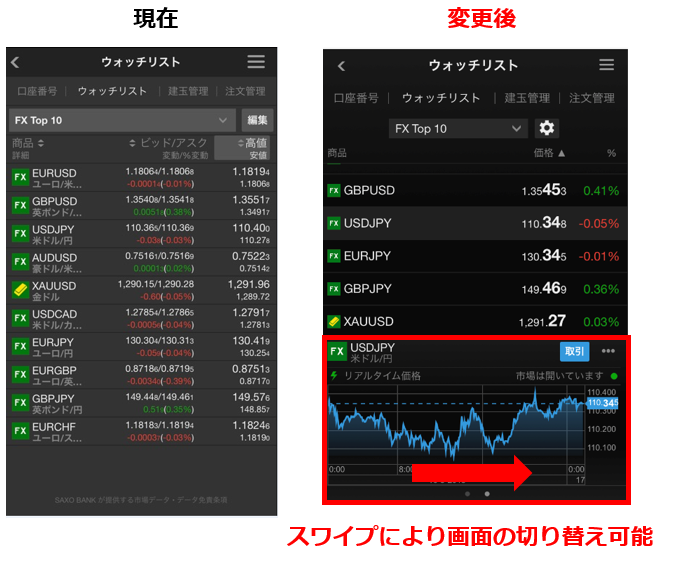 現在
変更後
ウォッチリスト
口座番号 | ウォッチリスト | 建玉管理 | 注文管理
FX Top 10 編集
商品 ビッド/アスク 高値
詳細 変動/%変動 安値
FX EURUSD 1.18064/1.18068 1.18194
ユーロ/米... -0.0001(-0.01%) 1.18068
FX GBPUSD 1.35408/1.35418 1.35517
英ポンド/... 0.0051(0.38%) 1.34917
FX USDJPY 110.365/110.369 110.400
米ドル/円 -0.03(-0.03%) 110.278
FX AUDUSD 0.75161/0.75169 0.75223
豪ドル/米... 0.0001(0.02%) 0.75142
XAUUSD 1,290.15/1,290.28 1,291.96
金ドル -0.60(-0.05%) 1,289.72
FX USDCAD 1.27854/1.27865 1.27917
米ドル/カ... -0.0005(-0.04%) 1.27813
FX EURJPY 130.304/130.313 130.419
ユーロ/円 -0.05(-0.04%) 130.254
FX EURGBP 0.87186/0.87195 0.87513
ユーロ/英... -0.0034(-0.39%) 0.87170
FX GBPJPY 149.448/149.461 149.576
英ポンド/円 0.51(0.35%) 148.857
FX EURCHF 1.18183/1.18194 1.18246
ユーロ/ス... -0.0003(-0.03%) 1.18190
SAXO BANK が提供する市場データ・データ免責条項
ウォッチリスト
口座番号 | ウォッチリスト | 建玉管理 | 注文管理
FX Top 10
商品 価格 ▲ %
FX GBPUSD 1.35453 0.41%
FX USDJPY 110.348 -0.05%
FX EURJPY 130.345 -0.01%
FX GBPJPY 149.469 0.36%
XAUUSD 1,291.27 0.03%
FX USDJPY 取引 •••
米ドル/円
リアルタイム価格 市場は開いています
110.400
110.345
110.300
110.200
110.100
0:00 8:00 0:00
17
スワイプにより画面の切り替え可能